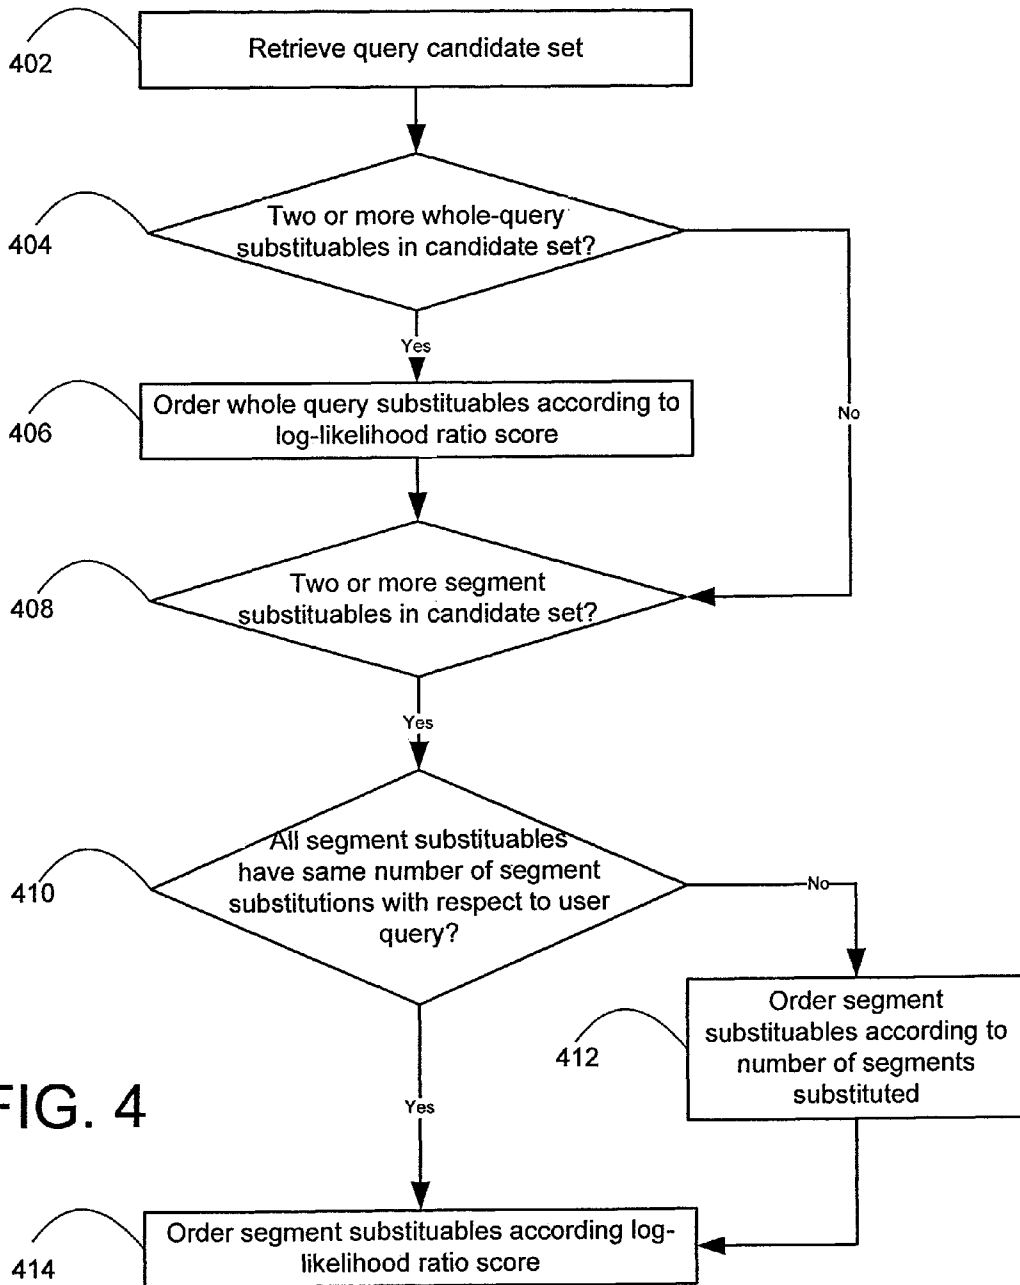 Retrieve query candidate set
402
Two or more whole-query
substituables in candidate set?
404
Yes
Order whole query substituables according to
log-likelihood ratio score
406
No
Two or more segment
substituables in candidate set?
408
Yes
All segment substituables
have same number of segment
substitutions with respect to user
query?
410
No
Order segment
substituables according to
number of segments
substituted
412
FIG. 4
Yes
Order segment substituables according log-
likelihood ratio score
414